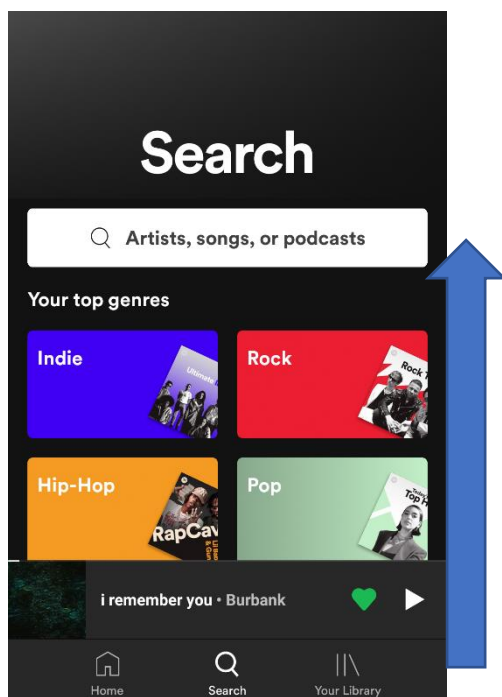 Search
Artists, songs, or podcasts
Your top genres
Indie
Rock
Hip-Hop
RapCav
Pop
Top H
i remember you • Burbank
Home
Search
Your Library